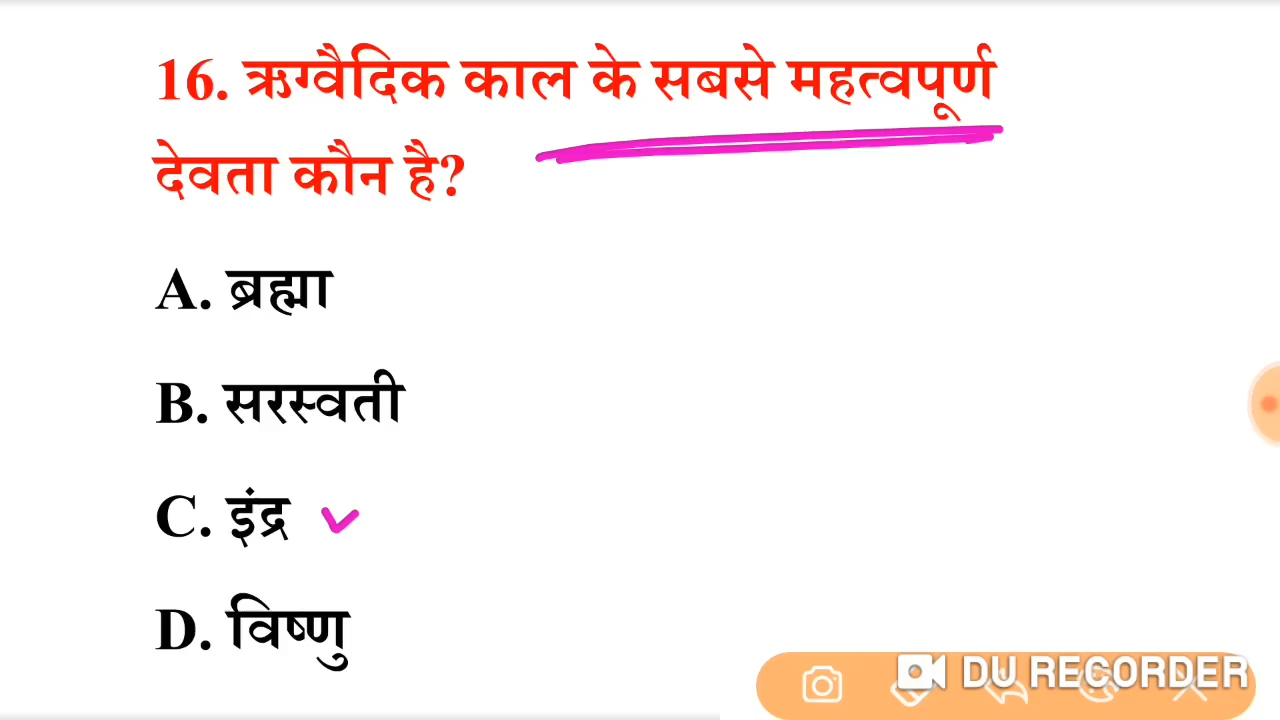 16. ऋग्वैदिक काल के सबसे महत्वपूर्ण
देवता कौन है?
A. ब्रह्मा
B. सरस्वती
C. इंद्र
D. विष्णु
DU RECORDER